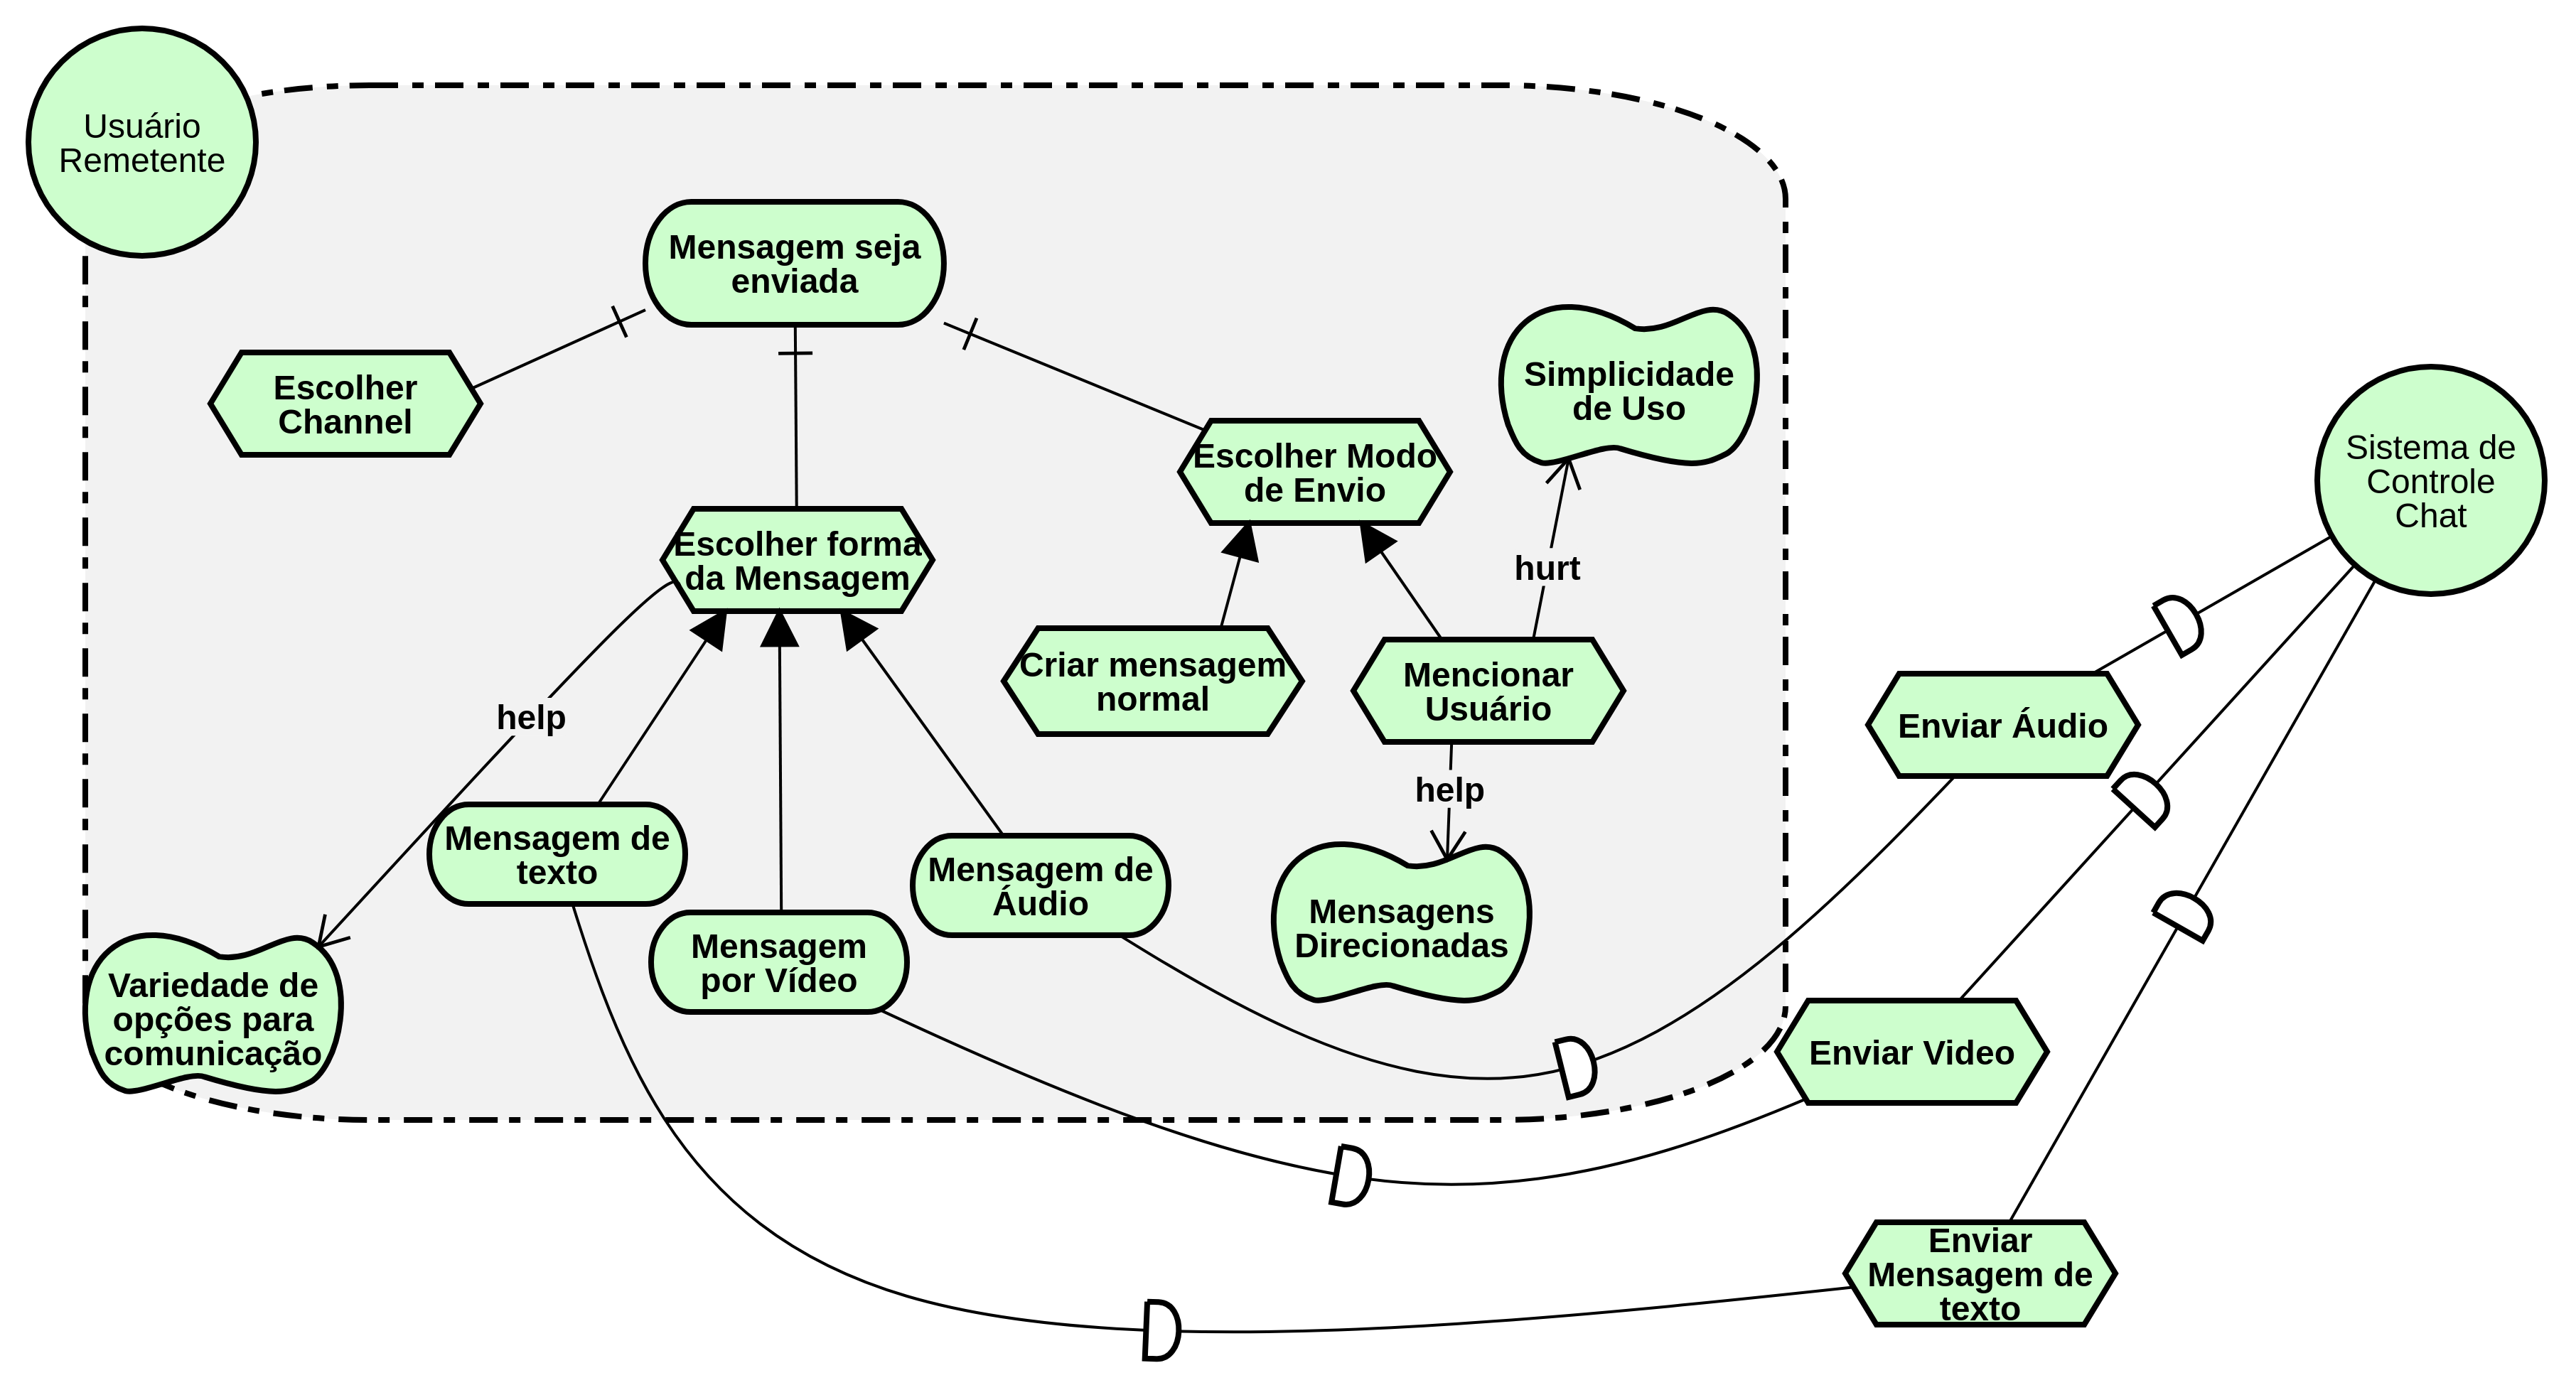 Usuário
Remetente
Mensagem seja
enviada
Escolher
Channel
Simplicidade
de Uso
Escolher Modo
de Envio
Sistema de
Controle
Chat
Escolher forma
da Mensagem
hurt
Criar mensagem
normal
Mencionar
Usuário
help
Enviar Áudio
help
Mensagem de
texto
Mensagem de
Áudio
Mensagem
por Vídeo
Mensagens
Direcionadas
Variedade de
opções para
comunicação
Enviar Video
Enviar
Mensagem de
texto